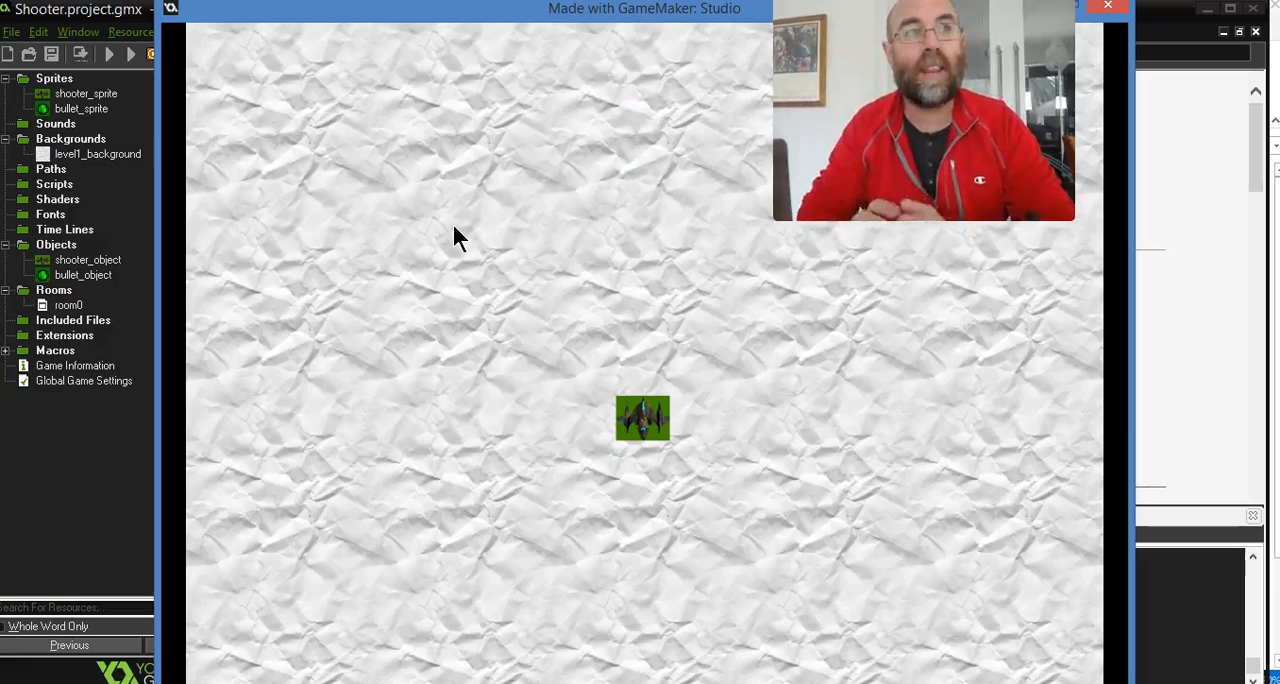 Shooter.project.gmx
Made with GameMaker: Studio
File Edit Window Resource
Sprites
shooter_sprite
bullet_sprite
Sounds
Backgrounds
level1_background
Paths
Scripts
Shaders
Fonts
Time Lines
Objects
shooter_object
bullet_object
Rooms
room0
Included Files
Extensions
Macros
Game Information
Global Game Settings
Search For Resources...
Whole Word Only
Previous
YO
G